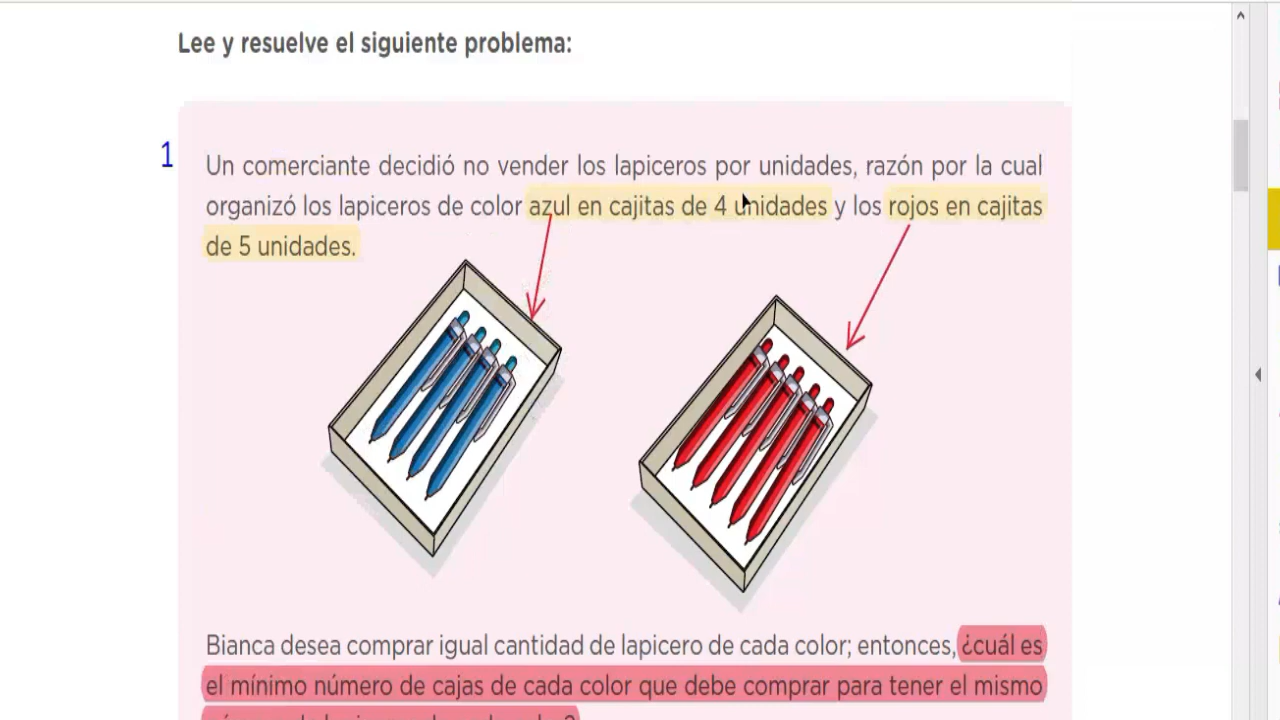 Lee y resuelve el siguiente problema:
1
Un comerciante decidió no vender los lapiceros por unidades, razón por la cual
organizó los lapiceros de color azul en cajitas de 4 unidades y los rojos en cajitas
de 5 unidades.
Bianca desea comprar igual cantidad de lapicero de cada color; entonces, ¿cuál es
el mínimo número de cajas de cada color que debe comprar para tener el mismo